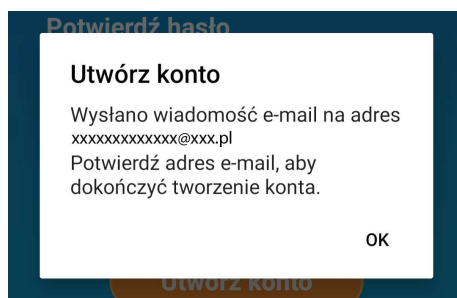 Potwierdź hasło
Utwórz konto
Wysłano wiadomość e-mail na adres
xxxxxxxxxxxxx@xxx.pl
Potwierdź adres e-mail, aby
dokończyć tworzenie konta.
OK
Utwórz konto